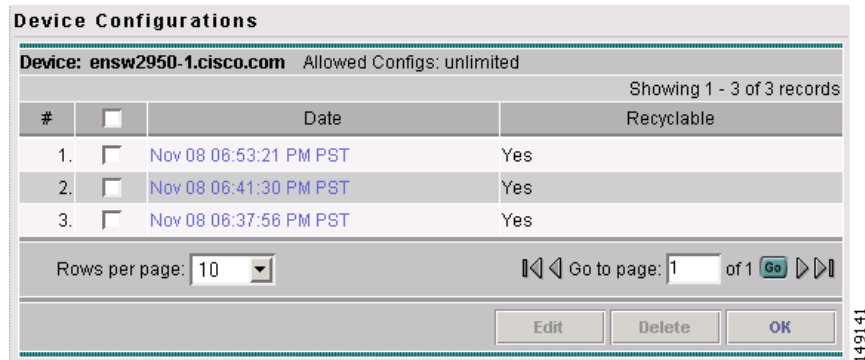 Device Configurations
Device: ensw2950-1.cisco.com Allowed Configs: unlimited
Showing 1 - 3 of 3 records
# Date Recyclable
1. Nov 08 06:53:21 PM PST Yes
2. Nov 08 06:41:30 PM PST Yes
3. Nov 08 06:37:56 PM PST Yes
Rows per page: 10 Go to page: 1 of 1 Go
Edit Delete OK
149141